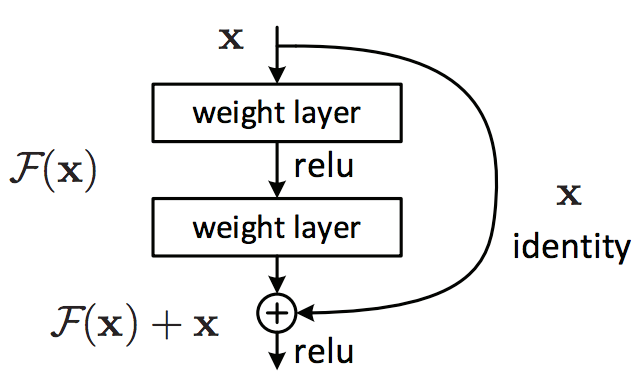 x
weight layer
relu
F(x)
x
weight layer
identity
F(x) + x
relu